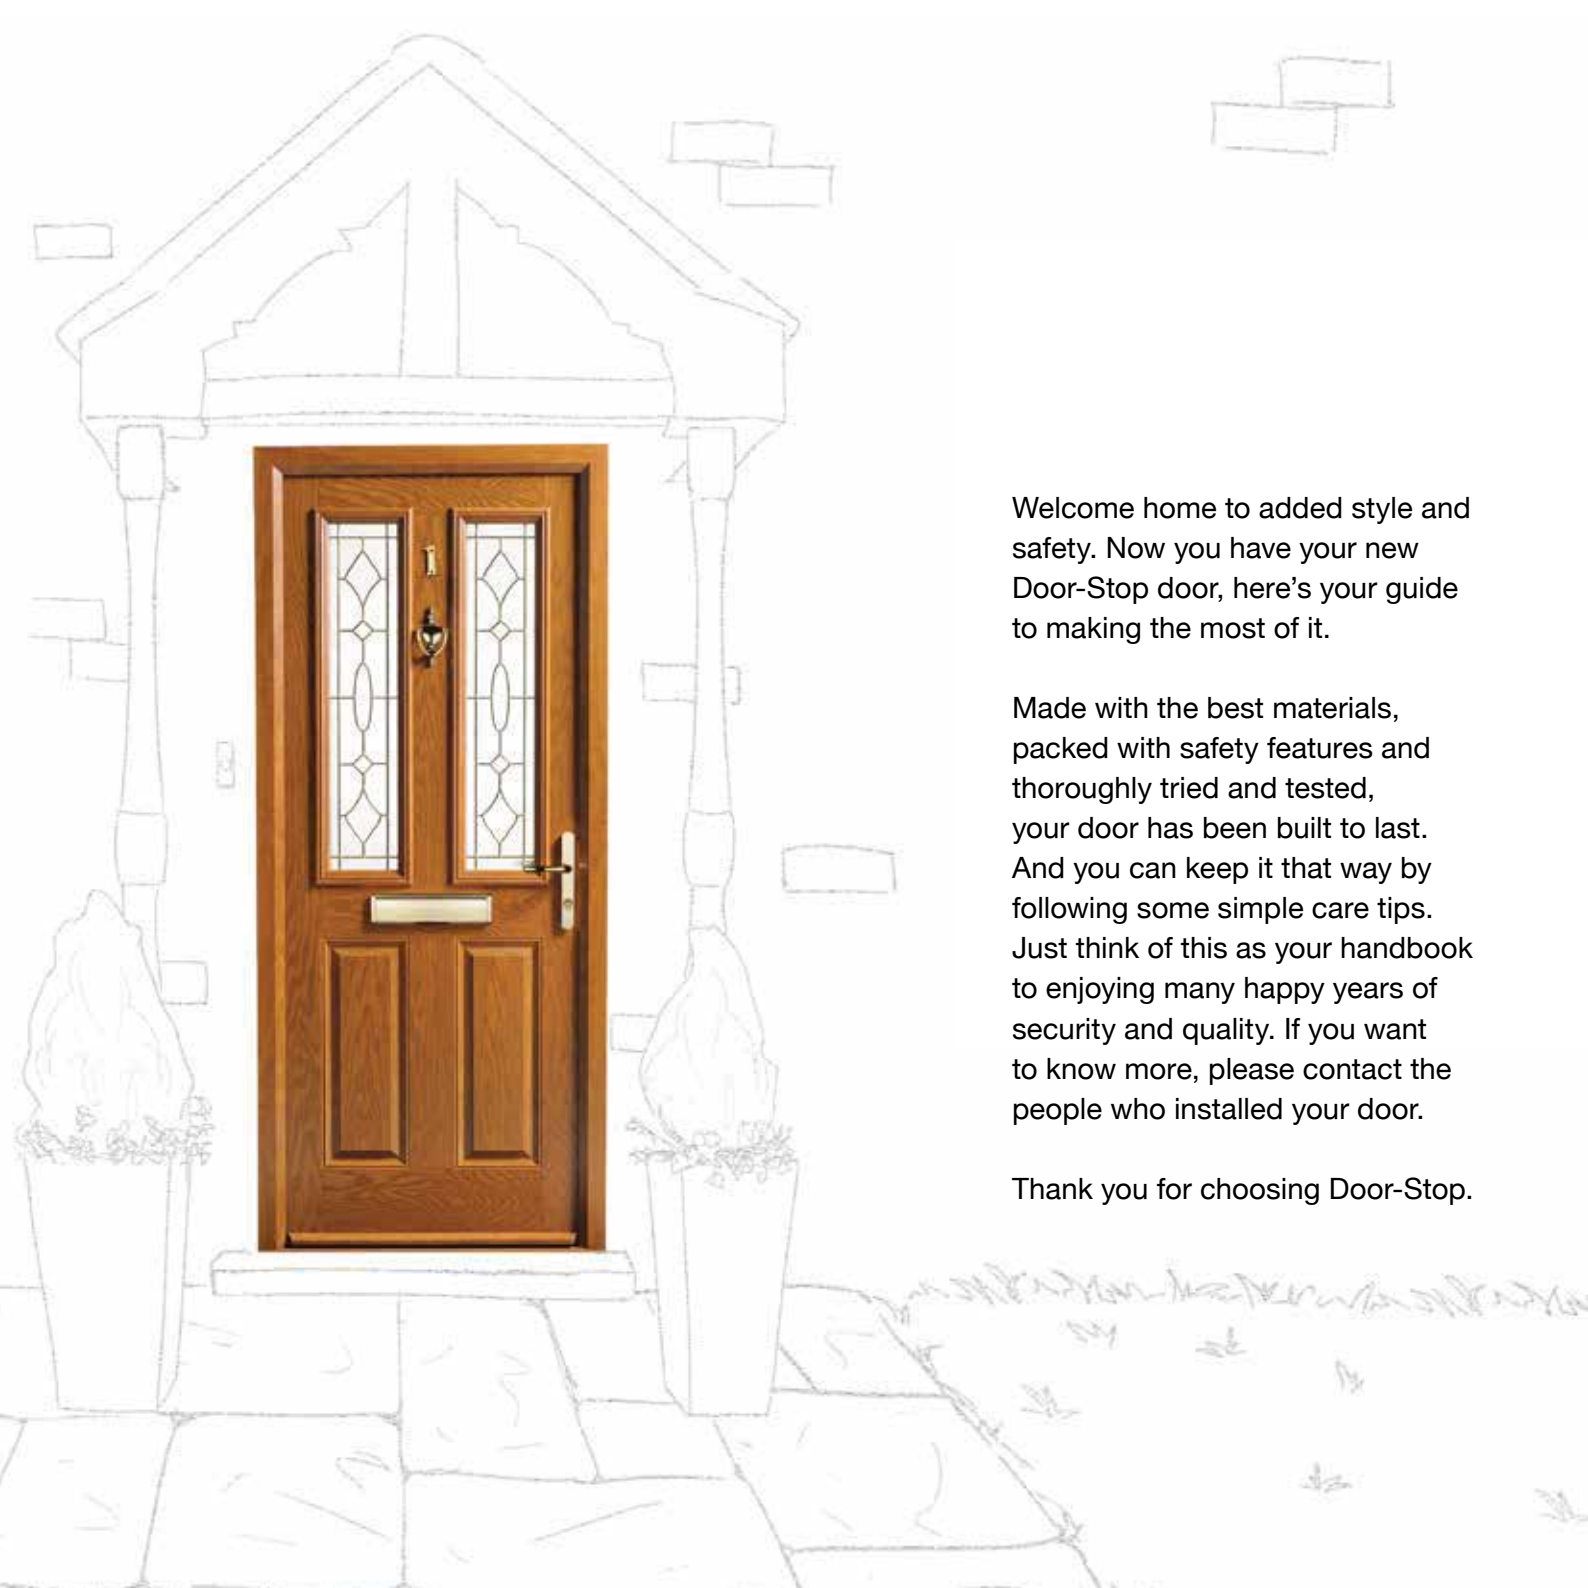 Welcome home to added style and
safety. Now you have your new
Door-Stop door, here’s your guide
to making the most of it.
Made with the best materials,
packed with safety features and
thoroughly tried and tested,
your door has been built to last.
And you can keep it that way by
following some simple care tips.
Just think of this as your handbook
to enjoying many happy years of
security and quality. If you want
to know more, please contact the
people who installed your door.
Thank you for choosing Door-Stop.